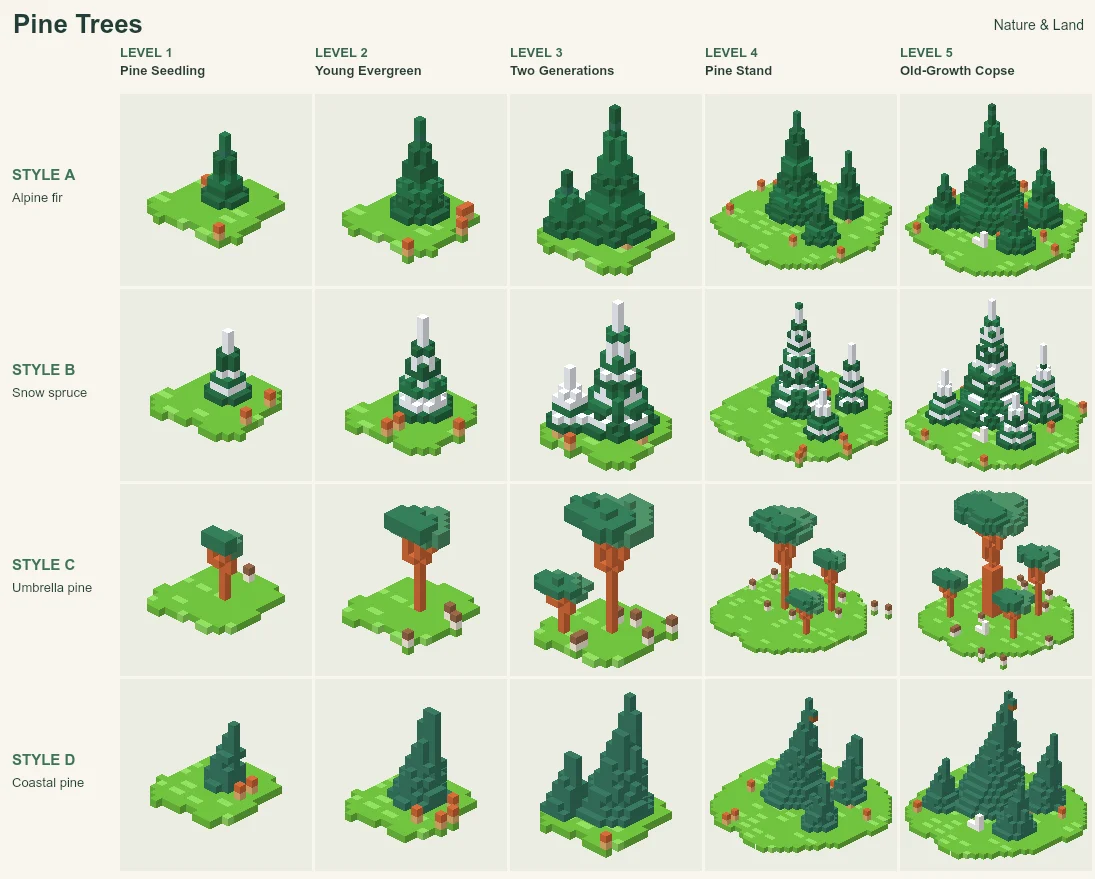 Pine Trees
Nature & Land
LEVEL 1
Pine Seedling
LEVEL 2
Young Evergreen
LEVEL 3
Two Generations
LEVEL 4
Pine Stand
LEVEL 5
Old-Growth Copse
STYLE A
Alpine fir
STYLE B
Snow spruce
STYLE C
Umbrella pine
STYLE D
Coastal pine